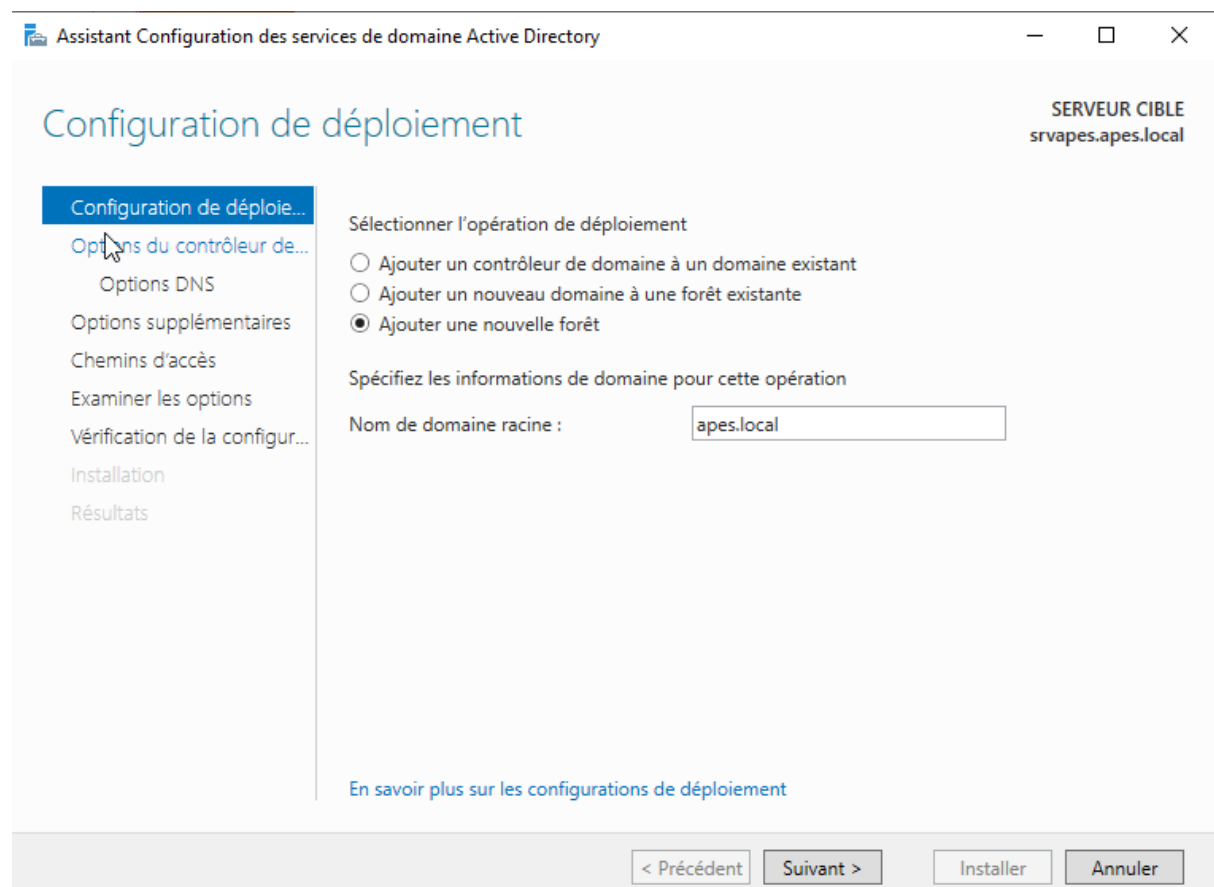 Assistant Configuration des services de domaine Active Directory
Configuration de déploiement
SERVEUR CIBLE
srvapes.apes.local
Configuration de déploie...
Options du contrôleur de...
Options DNS
Options supplémentaires
Chemins d'accès
Examiner les options
Vérification de la configur...
Installation
Résultats
Sélectionner l'opération de déploiement
Ajouter un contrôleur de domaine à un domaine existant
Ajouter un nouveau domaine à une forêt existante
Ajouter une nouvelle forêt
Spécifiez les informations de domaine pour cette opération
Nom de domaine racine : apes.local
En savoir plus sur les configurations de déploiement
< Précédent Suivant > Installer Annuler